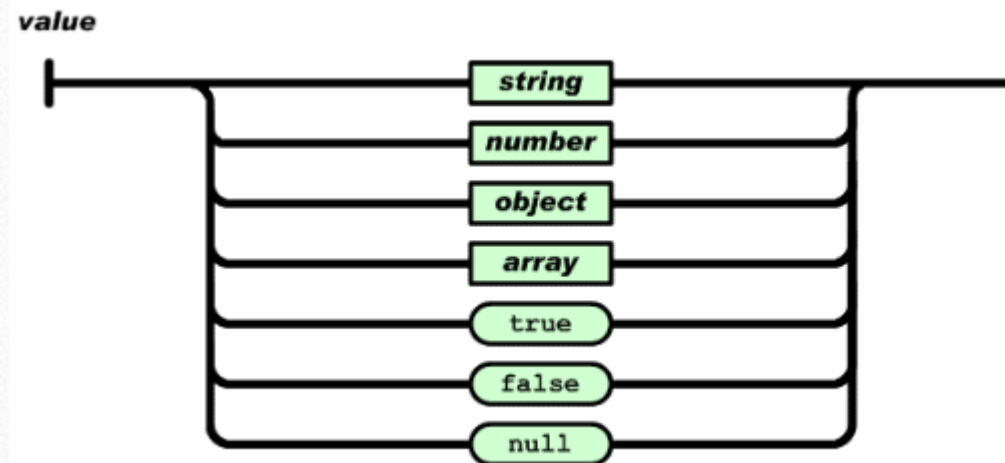 value
string
number
object
array
true
false
null